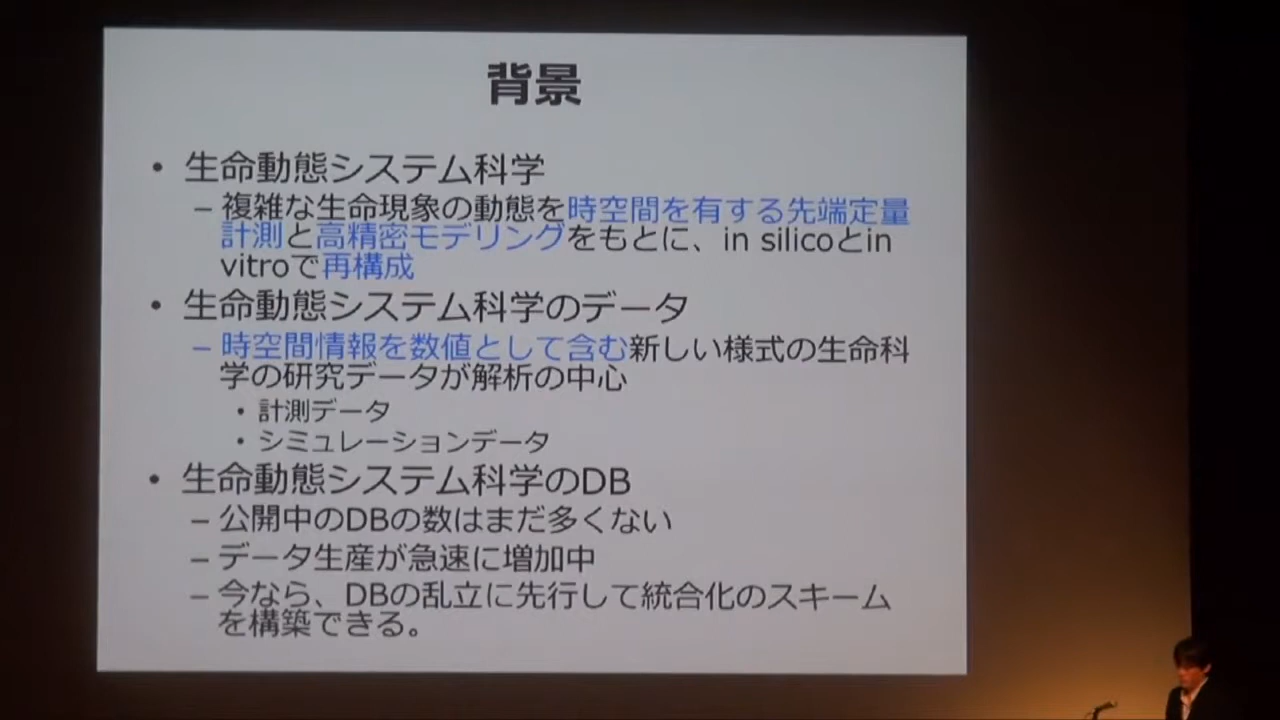 背景
• 生命動態システム科学
– 複雑な生命現象の動態を時空間を有する先端定量
計測と高精密モデリングをもとに、in silicoとin
vitroで再構成
• 生命動態システム科学のデータ
– 時空間情報を数値として含む新しい様式の生命科
学の研究データが解析の中心
• 計測データ
• シミュレーションデータ
• 生命動態システム科学のDB
– 公開中のDBの数はまだ多くない
– データ生産が急速に増加中
– 今なら、DBの乱立に先行して統合化のスキーム
を構築できる。